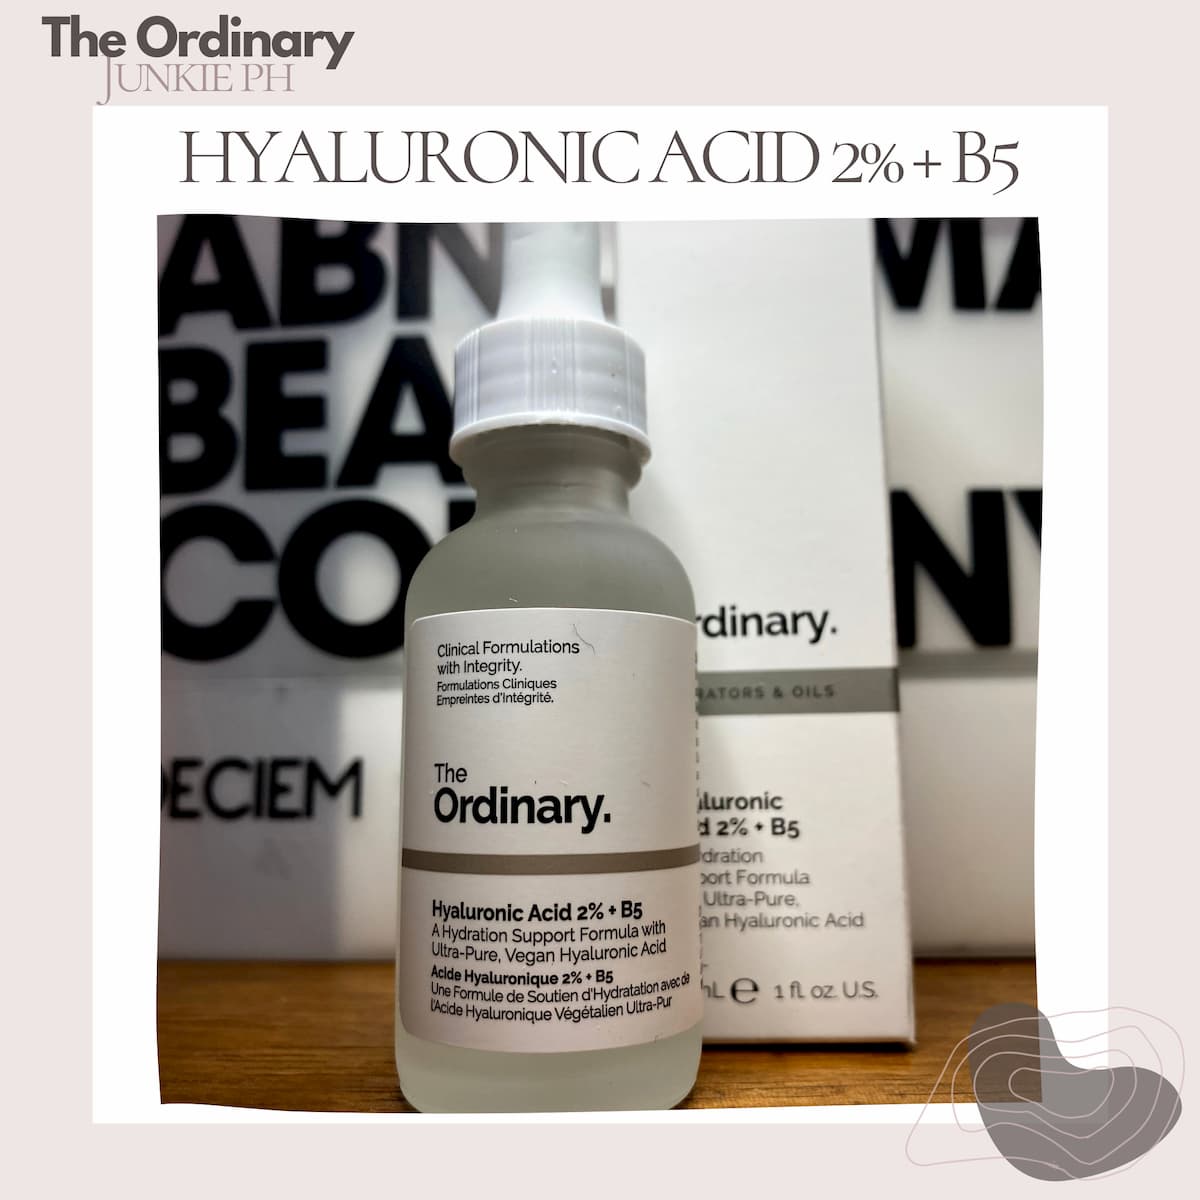 The Ordinary
JUNKIE PH
HYALURONIC ACID 2% + B5
ABN
BEA
CO
NY
DECIEM
Clinical Formulations
with Integrity.
Formulations Cliniques
Empreintes d'Intégrité.
The
Ordinary.
Hyaluronic Acid 2% + B5
A Hydration Support Formula with
Ultra-Pure, Vegan Hyaluronic Acid
Acide Hyaluronique 2% + B5
Une Formule de Soutien d'Hydratation avec de
l'Acide Hyaluronique Végétalien Ultra-Pur
rdinary.
RATORS & OILS
aluronic
d 2% + B5
dration
port Formula
Ultra-Pure,
an Hyaluronic Acid
mL e 1 fl. oz. U.S.